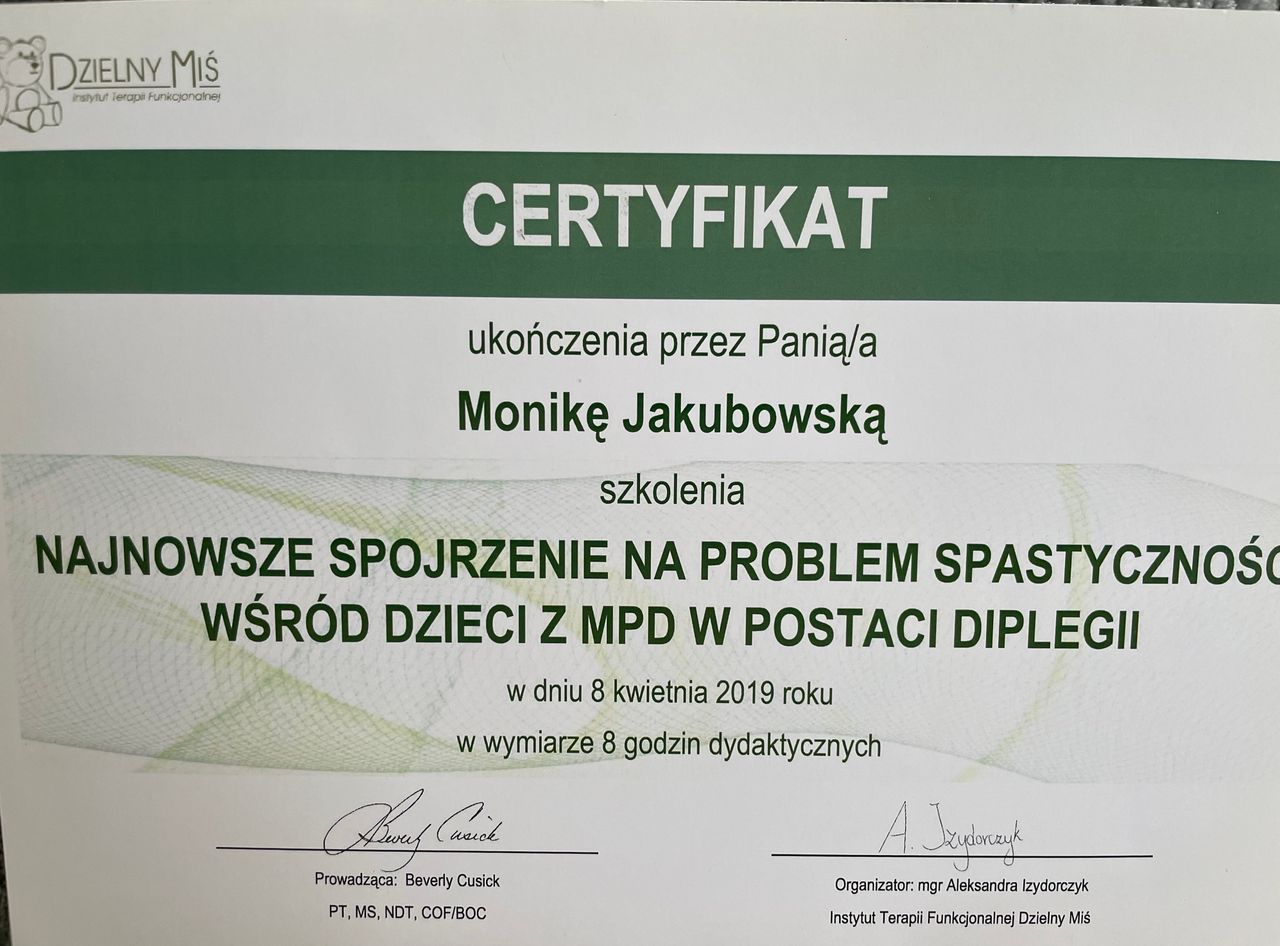 DZIELNY MIŚ
Instytut Terapii Funkcjonalnej
CERTYFIKAT
ukończenia przez Panią/a
Monikę Jakubowską
szkolenia
NAJNOWSZE SPOJRZENIE NA PROBLEM SPASTYCZNOŚC
WŚRÓD DZIECI Z MPD W POSTACI DIPLEGII
w dniu 8 kwietnia 2019 roku
w wymiarze 8 godzin dydaktycznych
Beverly Cusick
A. Izydorczyk
Prowadząca: Beverly Cusick
Organizator: mgr Aleksandra Izydorczyk
PT, MS, NDT, COF/BOC
Instytut Terapii Funkcjonalnej Dzielny Miś